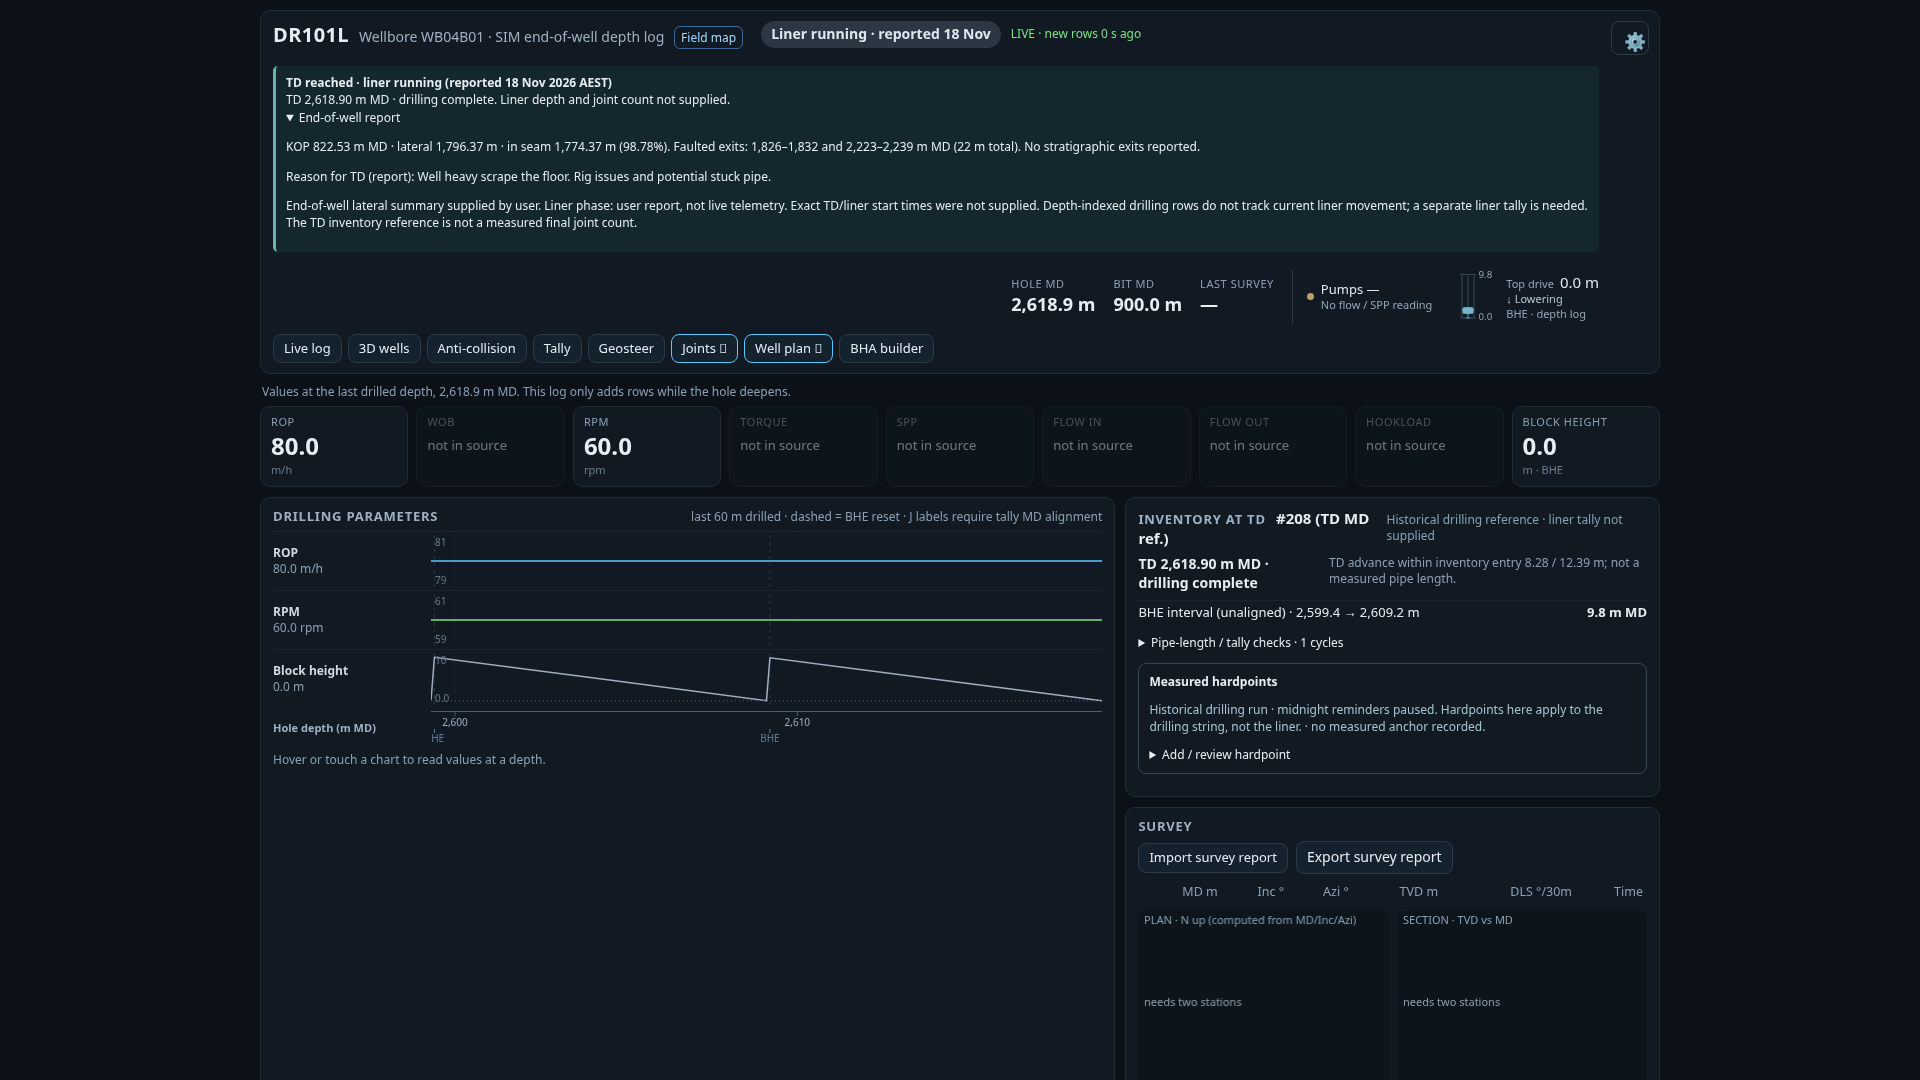 DR101L Wellbore WB04B01 · SIM end-of-well depth log Field map Liner running · reported 18 Nov LIVE · new rows 0 s ago
TD reached · liner running (reported 18 Nov 2026 AEST)
TD 2,618.90 m MD · drilling complete. Liner depth and joint count not supplied.
▼ End-of-well report
KOP 822.53 m MD · lateral 1,796.37 m · in seam 1,774.37 m (98.78%). Faulted exits: 1,826–1,832 and 2,223–2,239 m MD (22 m total). No stratigraphic exits reported.
Reason for TD (report): Well heavy scrape the floor. Rig issues and potential stuck pipe.
End-of-well lateral summary supplied by user. Liner phase: user report, not live telemetry. Exact TD/liner start times were not supplied. Depth-indexed drilling rows do not track current liner movement; a separate liner tally is needed.
The TD inventory reference is not a measured final joint count.
HOLE MD BIT MD LAST SURVEY
2,618.9 m 900.0 m —
Pumps —
No flow / SPP reading
9.8
0.0
Top drive 0.0 m
↓ Lowering
BHE · depth log
Live log 3D wells Anti-collision Tally Geosteer Joints Well plan BHA builder
Values at the last drilled depth, 2,618.9 m MD. This log only adds rows while the hole deepens.
ROP
80.0
m/h
WOB
not in source
RPM
60.0
rpm
TORQUE
not in source
SPP
not in source
FLOW IN
not in source
FLOW OUT
not in source
HOOKLOAD
not in source
BLOCK HEIGHT
0.0
m · BHE
DRILLING PARAMETERS last 60 m drilled · dashed = BHE reset · J labels require tally MD alignment
ROP
80.0 m/h
81
79
RPM
60.0 rpm
61
59
Block height
0.0 m
10
0.0
Hole depth (m MD)
2,600 2,610
HE BHE
Hover or touch a chart to read values at a depth.
INVENTORY AT TD #208 (TD MD ref.)
Historical drilling reference · liner tally not supplied
TD 2,618.90 m MD · drilling complete
TD advance within inventory entry 8.28 / 12.39 m; not a measured pipe length.
BHE interval (unaligned) · 2,599.4 → 2,609.2 m 9.8 m MD
▶ Pipe-length / tally checks · 1 cycles
Measured hardpoints
Historical drilling run · midnight reminders paused. Hardpoints here apply to the
drilling string, not the liner. · no measured anchor recorded.
▶ Add / review hardpoint
SURVEY
Import survey report Export survey report
MD m Inc ° Azi ° TVD m DLS °/30m Time
PLAN · N up (computed from MD/Inc/Azi)
needs two stations
SECTION · TVD vs MD
needs two stations